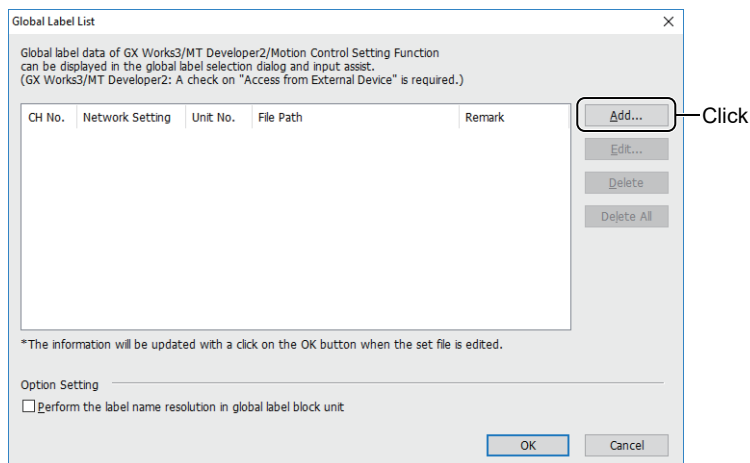 Global Label List
Global label data of GX Works3/MT Developer2/Motion Control Setting Function
can be displayed in the global label selection dialog and input assist.
(GX Works3/MT Developer2: A check on "Access from External Device" is required.)
CH No. Network Setting Unit No. File Path Remark
Add...
Click
Edit...
Delete
Delete All
*The information will be updated with a click on the OK button when the set file is edited.
Option Setting
Perform the label name resolution in global label block unit
OK Cancel